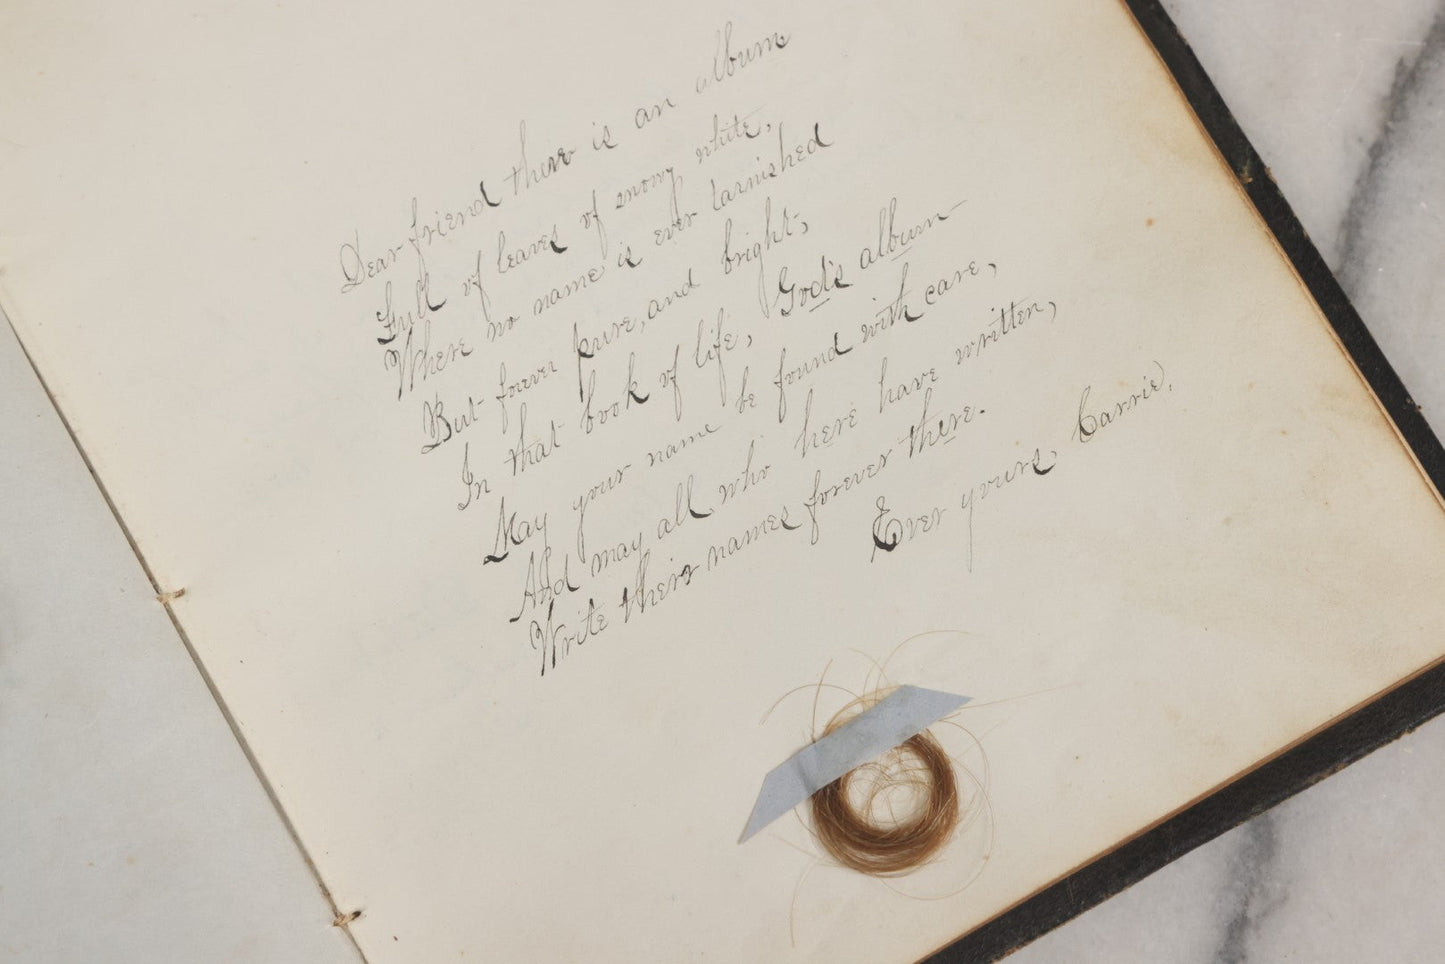 Dear friend there is an album
Full of leaves of snowy white,
Where no name is ever tarnished
But forever pure, and bright,
In that book of life, God's album
May your name be found with care,
And may all who here have written,
Write their names forever there.
Ever yours, Carrie.